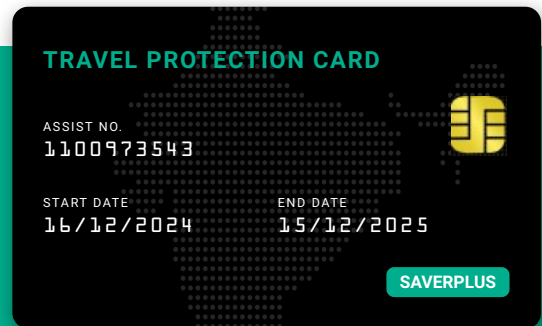 TRAVEL PROTECTION CARD
ASSIST NO.
1100973543
START DATE
16/12/2024
END DATE
15/12/2025
SAVERPLUS